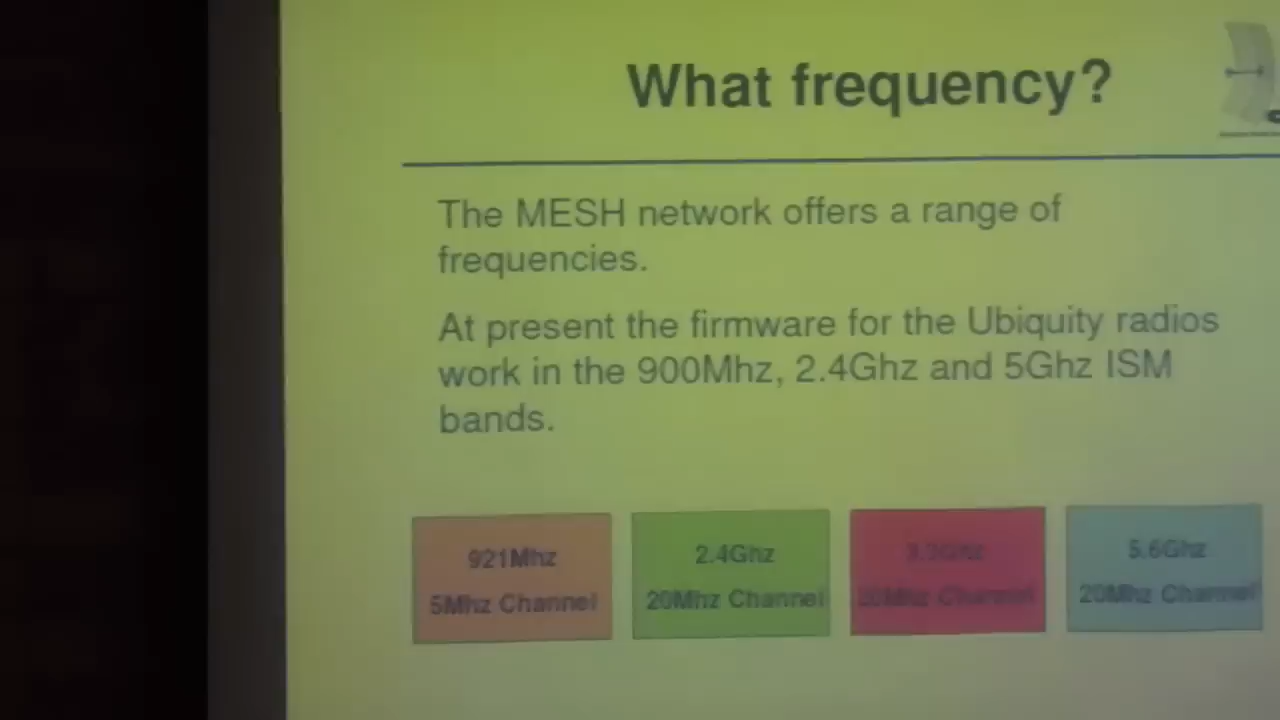 What frequency?
The MESH network offers a range of
frequencies.
At present the firmware for the Ubiquity radios
work in the 900Mhz, 2.4Ghz and 5Ghz ISM
bands.
921Mhz
5Mhz Channel
2.4Ghz
20Mhz Channel
Channel
5.6Ghz
20Mhz Channel